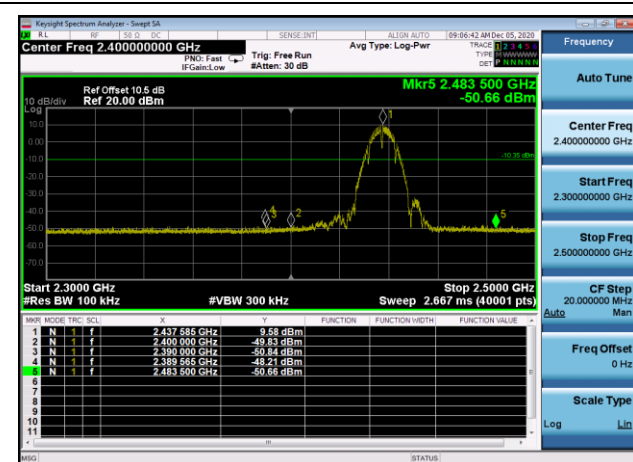 Keysight Spectrum Analyzer - Swept SA
RL RF 50 Ω DC SENSE:INT ALIGN AUTO 09:06:42 AM Dec 05, 2020
Center Freq 2.400000000 GHz
PNO: Fast
IFGain:Low
Trig: Free Run
#Atten: 30 dB
Avg Type: Log-Pwr
TRACE 1 2 3 4 5 6
TYPE M WWWWW
DET P N N N N N
Ref Offset 10.5 dB
10 dB/div Ref 20.00 dBm
Log
Mkr5 2.483 500 GHz
-50.66 dBm
10.0
0.00
-10.0
-20.0
-30.0
-40.0
-50.0
-60.0
-70.0
-10.35 dBm
1
2
3
4
5
Start 2.3000 GHz Stop 2.5000 GHz
#Res BW 100 kHz #VBW 300 kHz Sweep 2.667 ms (40001 pts)
MKR MODE TRC SCL X Y FUNCTION FUNCTION WIDTH FUNCTION VALUE
1 N 1 f 2.437 585 GHz 9.58 dBm
2 N 1 f 2.400 000 GHz -49.83 dBm
3 N 1 f 2.390 000 GHz -50.84 dBm
4 N 1 f 2.389 565 GHz -48.21 dBm
5 N 1 f 2.483 500 GHz -50.66 dBm
6
7
8
9
10
11
MSG STATUS
Frequency
Auto Tune
Center Freq
2.400000000 GHz
Start Freq
2.300000000 GHz
Stop Freq
2.500000000 GHz
CF Step
20.000000 MHz
Auto Man
Freq Offset
0 Hz
Scale Type
Log Lin